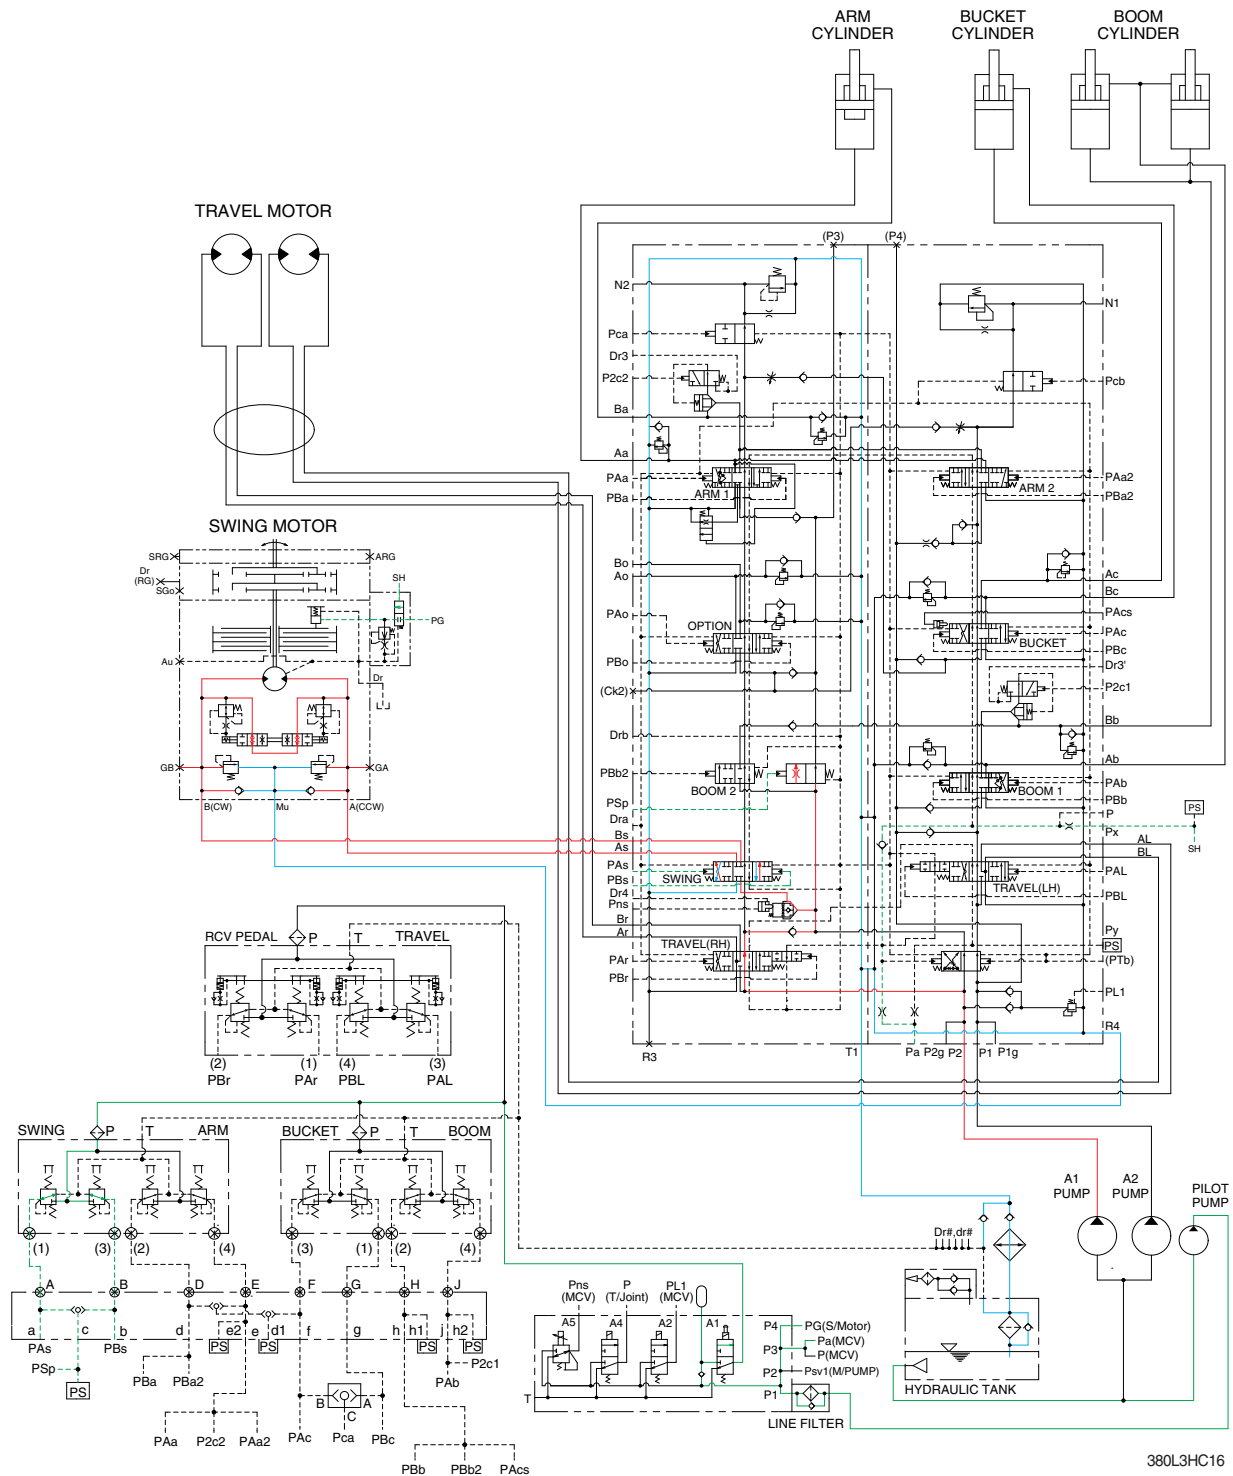 ARM CYLINDER
BUCKET CYLINDER
BOOM CYLINDER
TRAVEL MOTOR
(P3)
(P4)
N2
N1
Pca
Dr3
P2c2
Pcb
Ba
Aa
PAa
PBa
ARM 1
ARM 2
PAa2
PBa2
SWING MOTOR
SRG
ARG
Dr
(RG)
SGo
SH
PG
Au
Dr
GB
GA
B(CW)
Mu
A(CCW)
Bo
Ao
PAo
OPTION
PBo
(Ck2)
Drb
PBb2
BOOM 2
PSp
Dra
Bs
As
PAs
PBs
SWING
Dr4
Pns
Br
Ar
TRAVEL(RH)
PAr
PBr
Ac
Bc
PAcs
PAc
BUCKET
PBc
Dr3'
P2c1
Bb
Ab
PAb
BOOM 1
PBb
P
PS
Px
AL
SH
BL
PAL
TRAVEL(LH)
PBL
Py
PS
(PTb)
PL1
R4
R3
T1
Pa
P2g
P2
P1
P1g
RCV PEDAL
P
T
TRAVEL
(2)
(1)
(4)
(3)
PBr
PAr
PBL
PAL
SWING
P
T
ARM
BUCKET
P
T
BOOM
(1)
(3)
(2)
(4)
(3)
(1)
(2)
(4)
A
B
D
E
F
G
H
J
a
c
b
d
e2
e
d1
f
g
h
h1
j
h2
PAs
PBs
PS
PS
PS
PS
PSp
PS
PBa
PBa2
P2c1
PAb
B
A
C
PAa
P2c2
PAa2
PAc
Pca
PBc
PBb
PBb2
PAcs
A1 PUMP
A2 PUMP
PILOT PUMP
Dr#,dr#
HYDRAULIC TANK
Pns (MCV)
P (T/Joint)
PL1 (MCV)
A5
A4
A2
A1
P4
PG(S/Motor)
P3
Pa(MCV)
P(MCV)
P2
Psv1(M/PUMP)
P1
T
LINE FILTER
380L3HC16